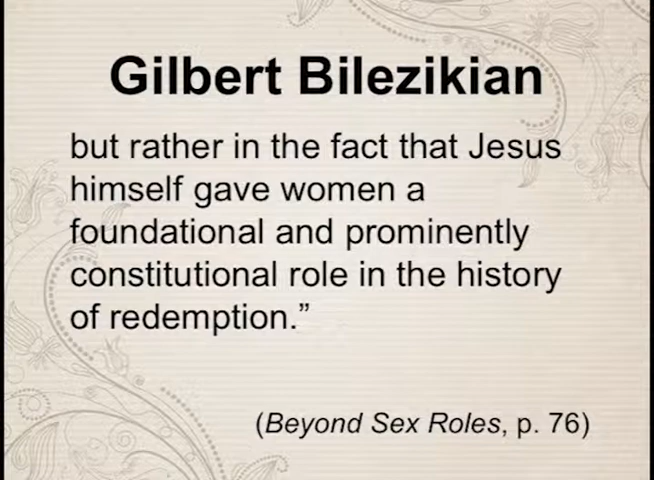 Gilbert Bilezikian
but rather in the fact that Jesus
himself gave women a
foundational and prominently
constitutional role in the history
of redemption.”
(Beyond Sex Roles, p. 76)